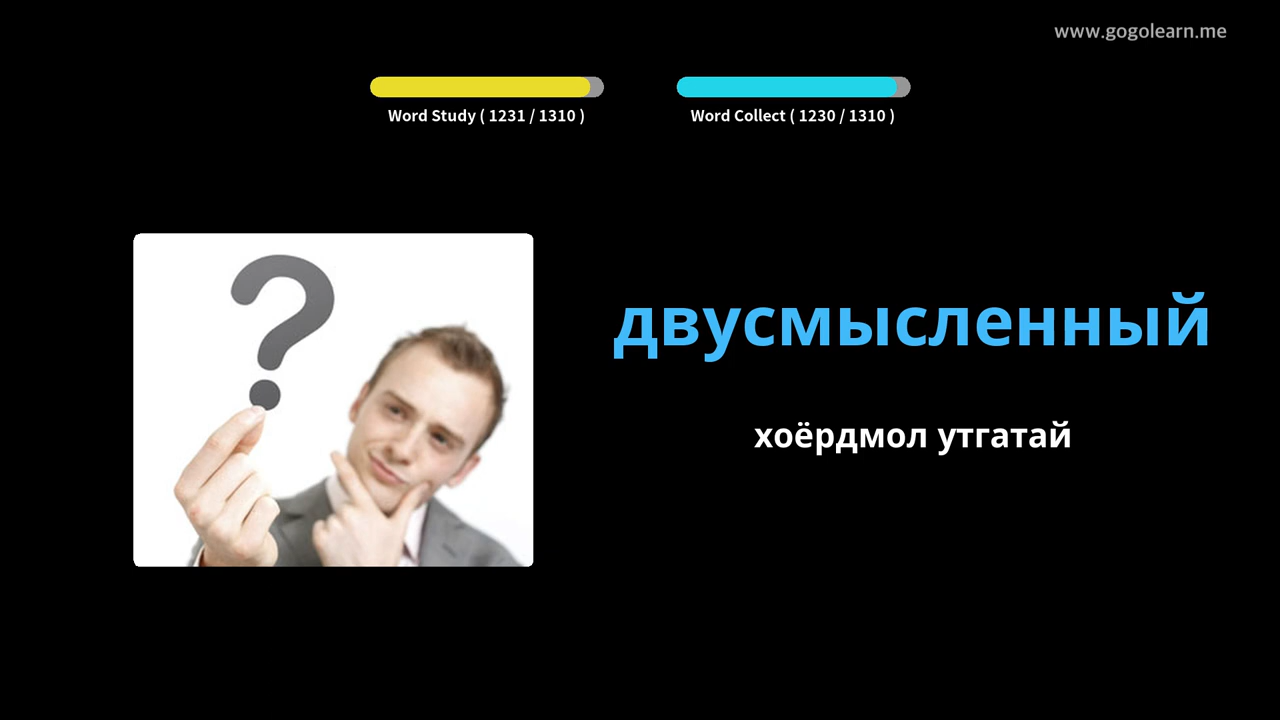 www.gogolearn.me
Word Study ( 1231 / 1310 )
Word Collect ( 1230 / 1310 )
двусмысленный
хоёрдмол утгатай